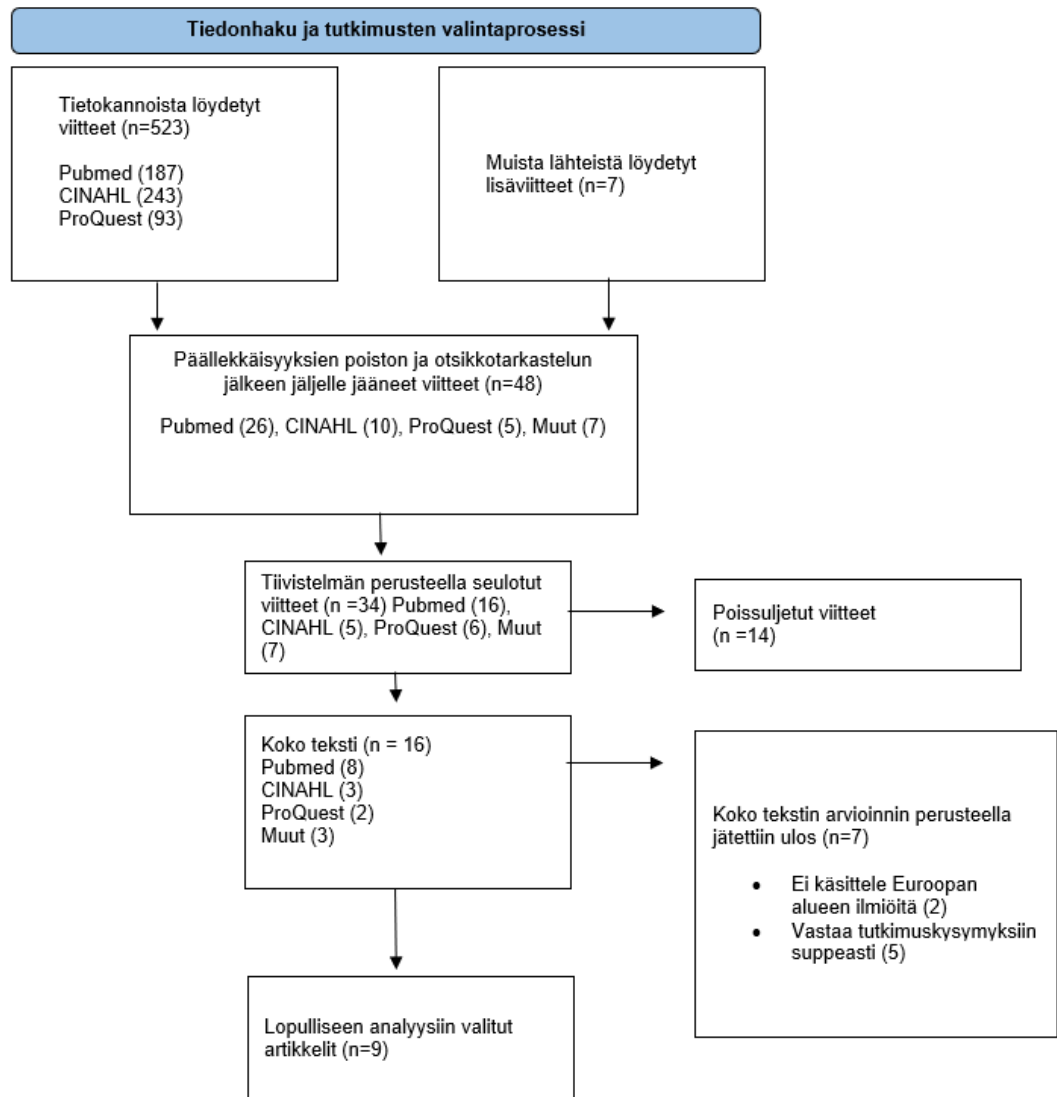 Tiedonhaku ja tutkimusten valintaprosessi
Tietokannoista löydetyt
viitteet (n=523)
Pubmed (187)
CINAHL (243)
ProQuest (93)
Muista lähteistä löydetyt
lisäviitteet (n=7)
Päällekkäisyyksien poiston ja otsikkotarkastelun
jälkeen jäljelle jääneet viitteet (n=48)
Pubmed (26), CINAHL (10), ProQuest (5), Muut (7)
Tiivistelmän perusteella seulotut
viitteet (n =34) Pubmed (16),
CINAHL (5), ProQuest (6), Muut
(7)
Poissuljetut viitteet
(n =14)
Koko teksti (n = 16)
Pubmed (8)
CINAHL (3)
ProQuest (2)
Muut (3)
Koko tekstin arvioinnin perusteella
jätettiin ulos (n=7)
• Ei käsittele Euroopan
alueen ilmiöitä (2)
• Vastaa tutkimuskysymyksiin
suppeasti (5)
Lopulliseen analyysiin valitut
artikkelit (n=9)